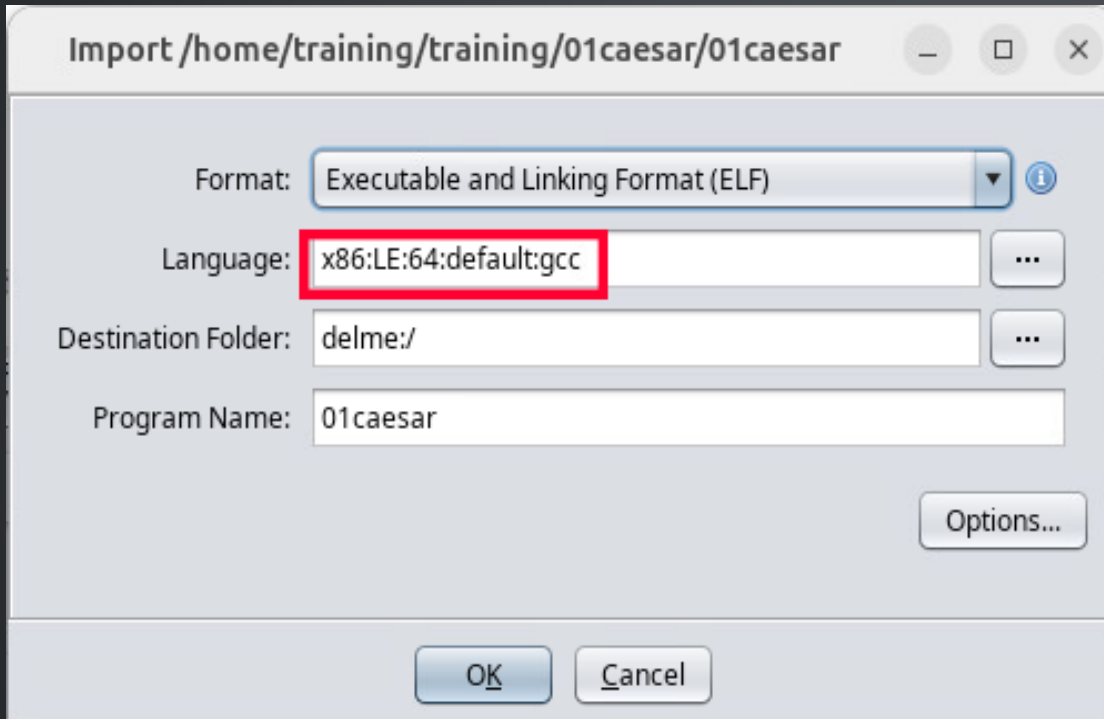 Import /home/training/training/01caesar/01caesar
Format: Executable and Linking Format (ELF)
Language: x86:LE:64:default:gcc ...
Destination Folder: delme:/ ...
Program Name: 01caesar
Options...
OK Cancel